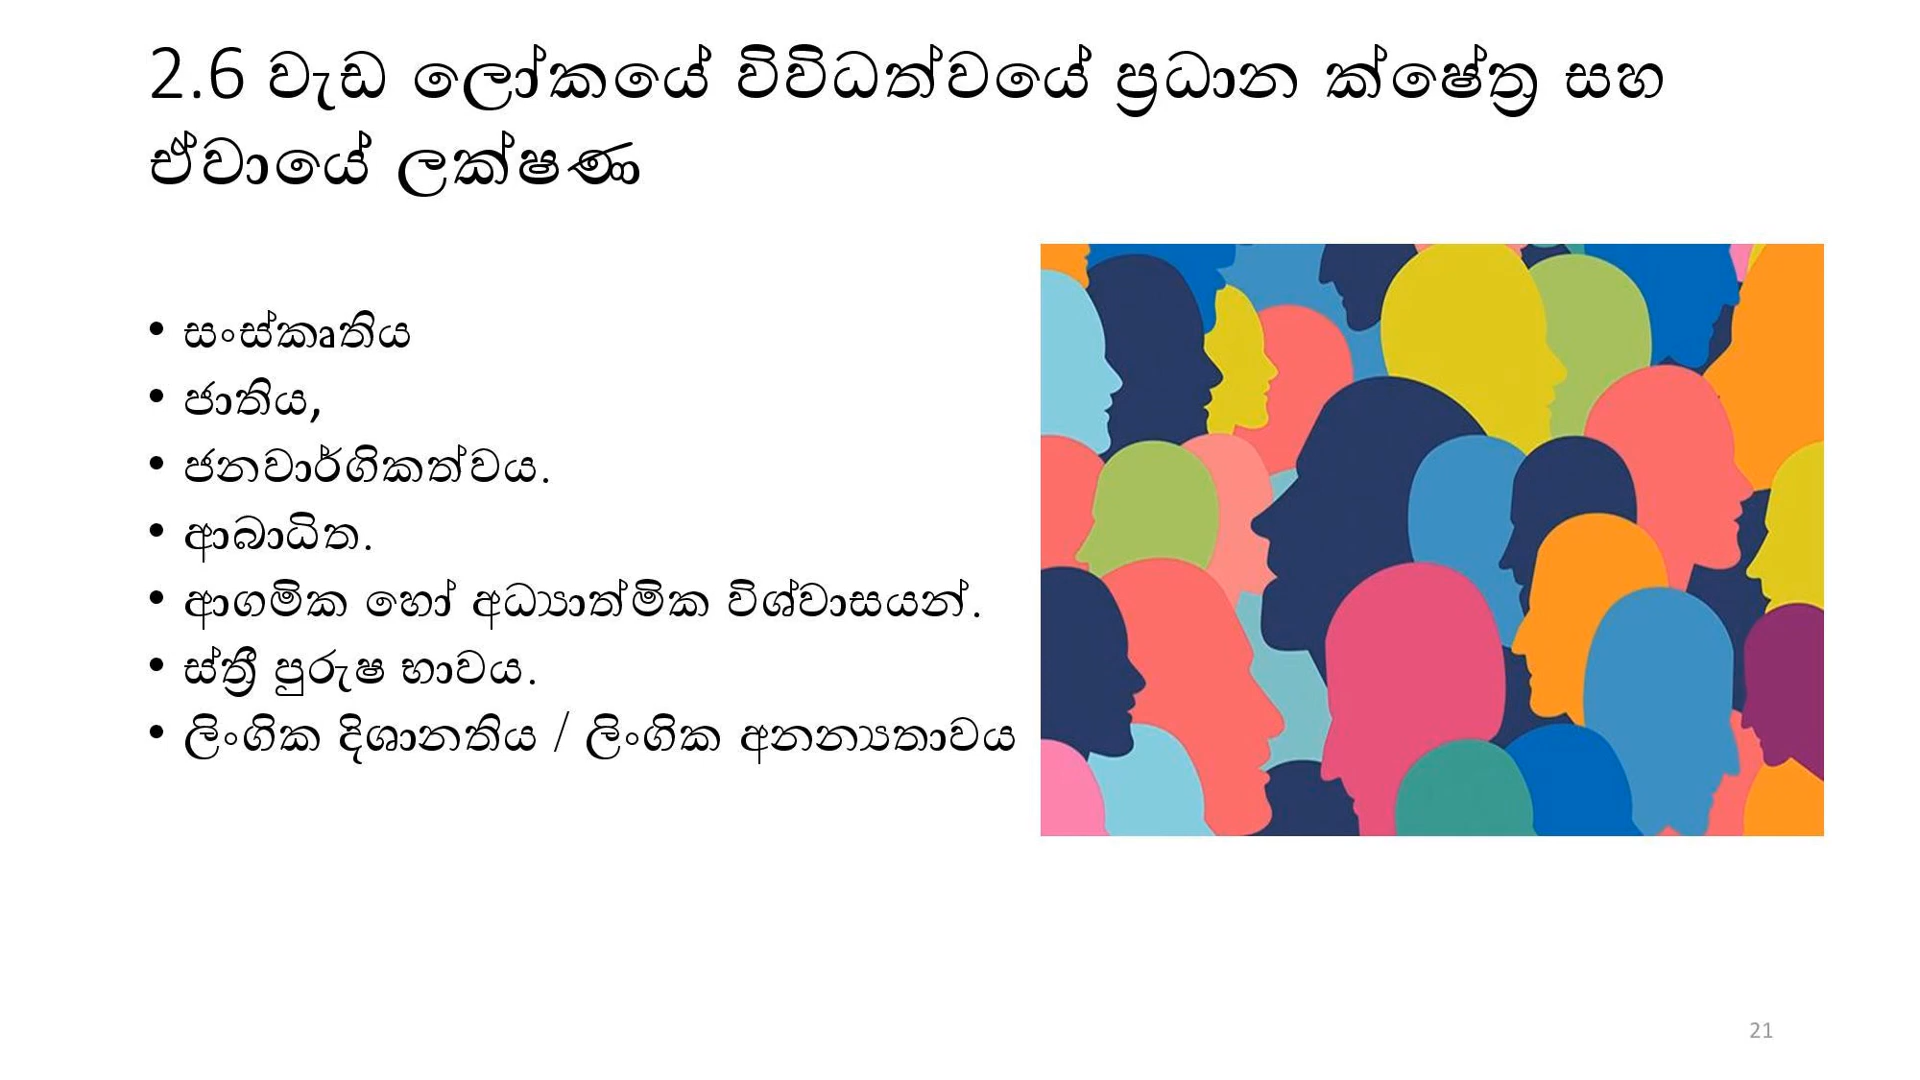 2.6 වැඩ ලෝකයේ විවිධත්වයේ ප්‍රධාන ක්ෂේත්‍ර සහ
ඒවායේ ලක්ෂණ
• සංස්කෘතිය
• ජාතිය,
• ජනවාර්ගිකත්වය.
• ආබාධිත.
• ආගමික හෝ අධ්‍යාත්මික විශ්වාසයන්.
• ස්ත්‍රී පුරුෂ භාවය.
• ලිංගික දිශානතිය / ලිංගික අනන්‍යතාවය
21